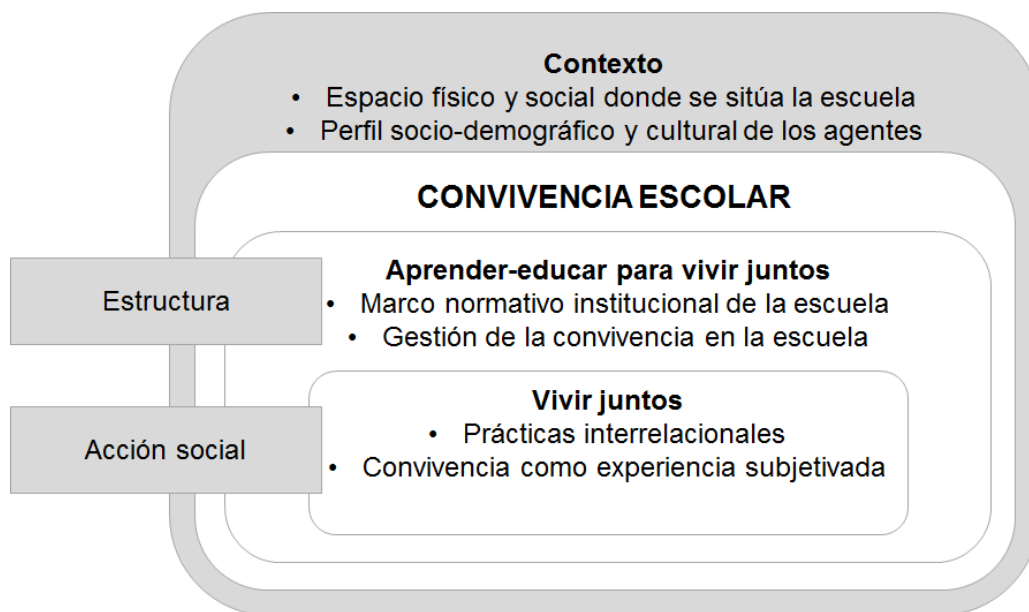 Contexto
• Espacio físico y social donde se sitúa la escuela
• Perfil socio-demográfico y cultural de los agentes
CONVIVENCIA ESCOLAR
Aprender-educar para vivir juntos
Estructura
• Marco normativo institucional de la escuela
• Gestión de la convivencia en la escuela
Vivir juntos
• Prácticas interrelacionales
Acción social
• Convivencia como experiencia subjetivada